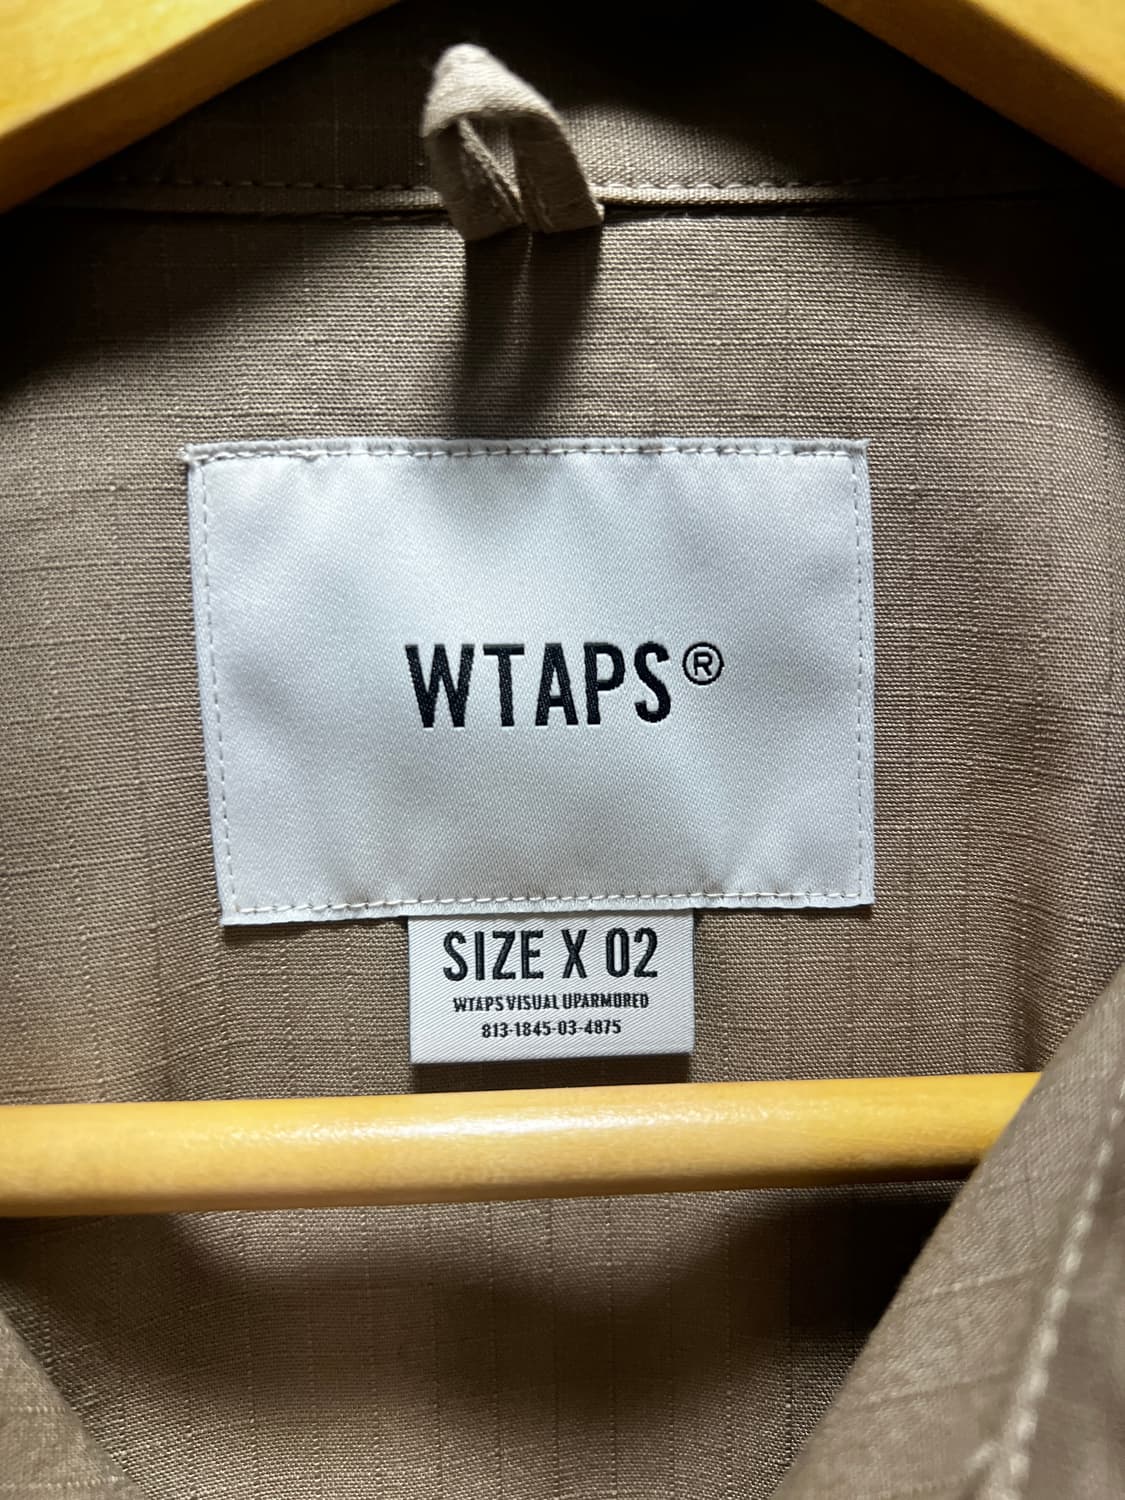 WTAPS®
SIZE X 02
WTAPS VISUAL UPARMORED
813-1845-03-4875